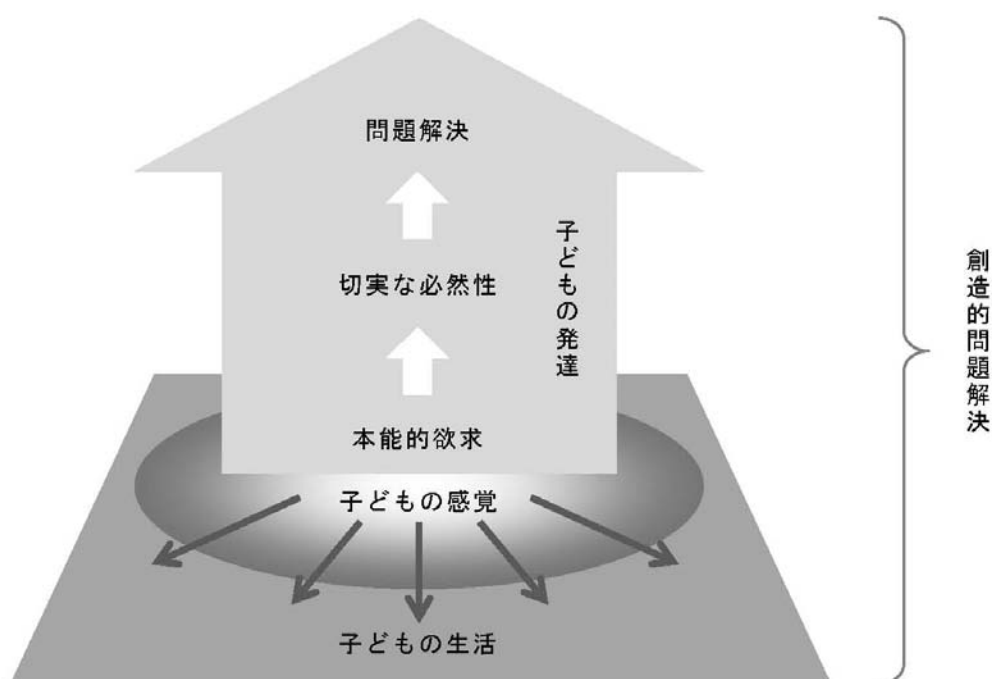 問題解決
切実な必然性
子どもの発達
本能的欲求
子どもの感覚
子どもの生活
創造的問題解決